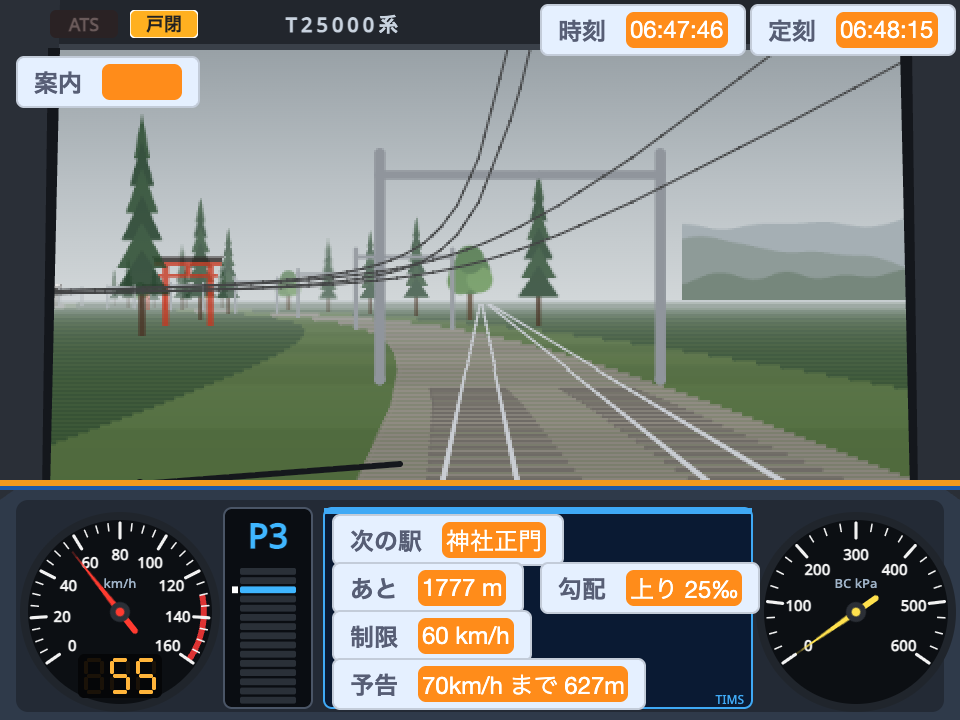 ATS 戸閉 T25000系 時刻 06:47:46 定刻 06:48:15
案内
P3
次の駅 神社正門
あと 1777 m 勾配 上り 25‰
制限 60 km/h
予告 70km/h まで 627m
TIMS
0 20 40 60 80 100 120 140 160
km/h
55
0 100 200 300 400 500 600
BC kPa